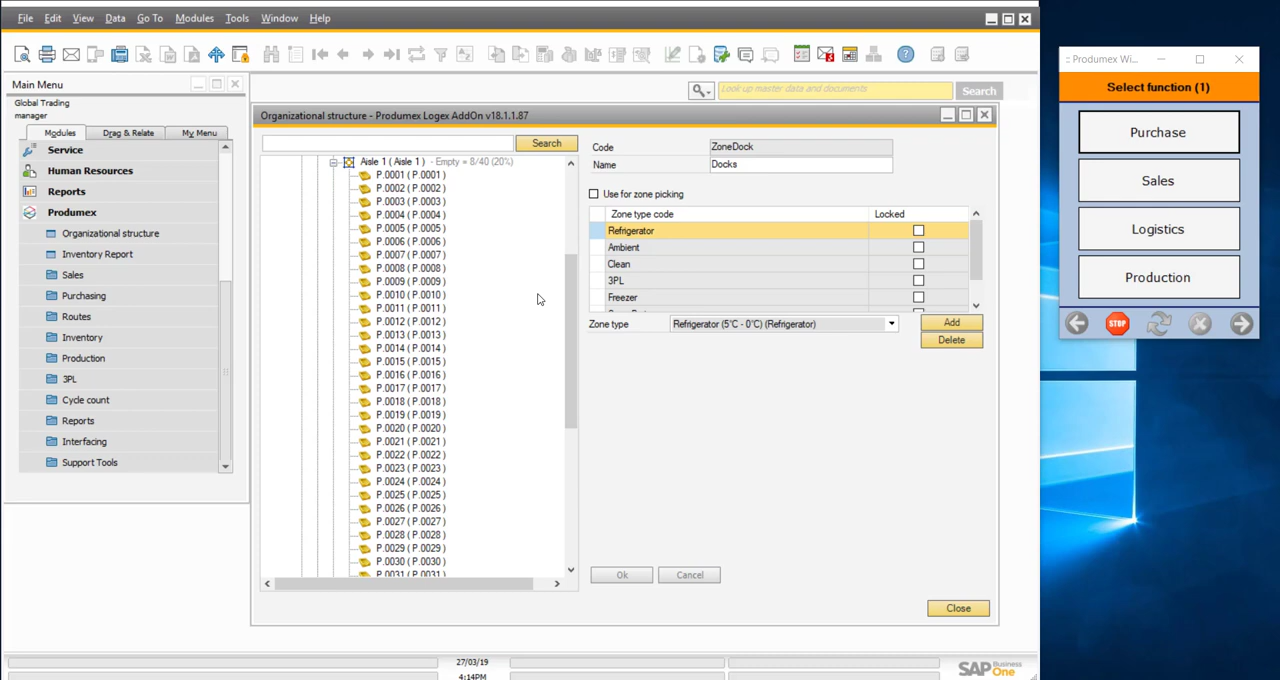 File Edit View Data Go To Modules Tools Window Help
Main Menu
Global Trading
manager
Modules Drag & Relate My Menu
Service
Human Resources
Reports
Produmex
Organizational structure
Inventory Report
Sales
Purchasing
Routes
Inventory
Production
3PL
Cycle count
Reports
Interfacing
Support Tools
Look up master data and documents Search
Organizational structure - Produmex Logex AddOn v18.1.1.87
Search
Aisle 1 ( Aisle 1 ) - Empty = 8/40 (20%)
P.0001 ( P.0001 )
P.0002 ( P.0002 )
P.0003 ( P.0003 )
P.0004 ( P.0004 )
P.0005 ( P.0005 )
P.0006 ( P.0006 )
P.0007 ( P.0007 )
P.0008 ( P.0008 )
P.0009 ( P.0009 )
P.0010 ( P.0010 )
P.0011 ( P.0011 )
P.0012 ( P.0012 )
P.0013 ( P.0013 )
P.0014 ( P.0014 )
P.0015 ( P.0015 )
P.0016 ( P.0016 )
P.0017 ( P.0017 )
P.0018 ( P.0018 )
P.0019 ( P.0019 )
P.0020 ( P.0020 )
P.0021 ( P.0021 )
P.0022 ( P.0022 )
P.0023 ( P.0023 )
P.0024 ( P.0024 )
P.0025 ( P.0025 )
P.0026 ( P.0026 )
P.0027 ( P.0027 )
P.0028 ( P.0028 )
P.0029 ( P.0029 )
P.0030 ( P.0030 )
P.0031 ( P.0031 )
Code ZoneDock
Name Docks
Use for zone picking
Zone type code Locked
Refrigerator
Ambient
Clean
3PL
Freezer
Zone type Refrigerator (5°C - 0°C) (Refrigerator) Add
Delete
Ok Cancel
Close
27/03/19
4:14PM
SAP Business One
:: Produmex Wi...
Select function (1)
Purchase
Sales
Logistics
Production
STOP